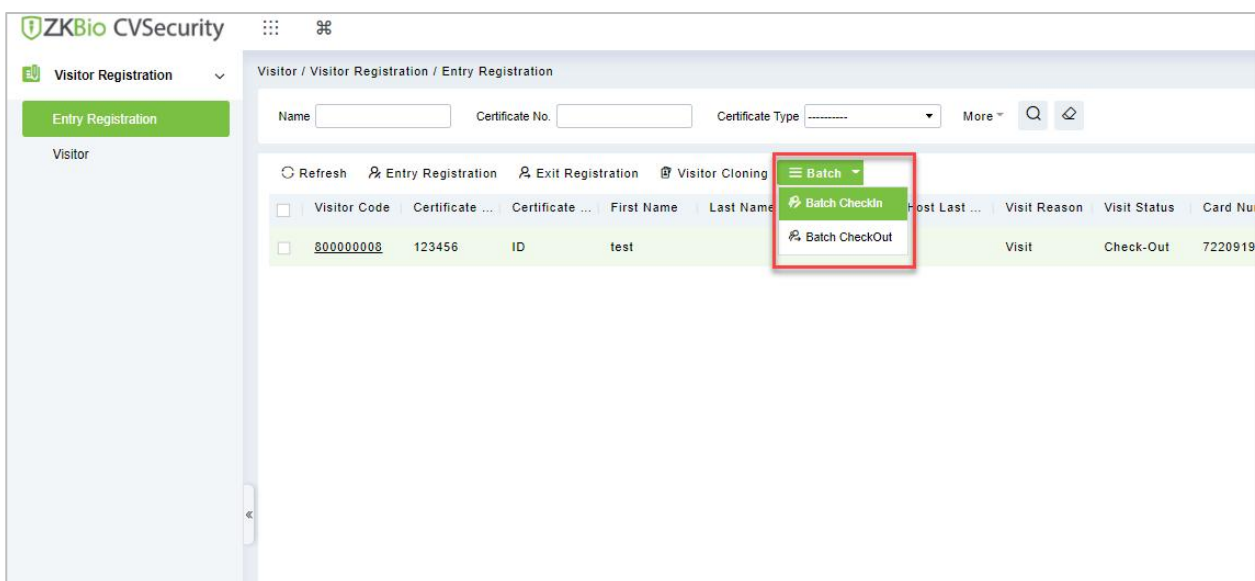 ZKBio CVSecurity
Visitor Registration
Entry Registration
Visitor
Visitor / Visitor Registration / Entry Registration
Name Certificate No. Certificate Type ---------- More
Refresh Entry Registration Exit Registration Visitor Cloning Batch
Batch CheckIn
Batch CheckOut
Visitor Code Certificate ... Certificate ... First Name Last Name Host Last ... Visit Reason Visit Status Card Nu
800000008 123456 ID test Visit Check-Out 7220919